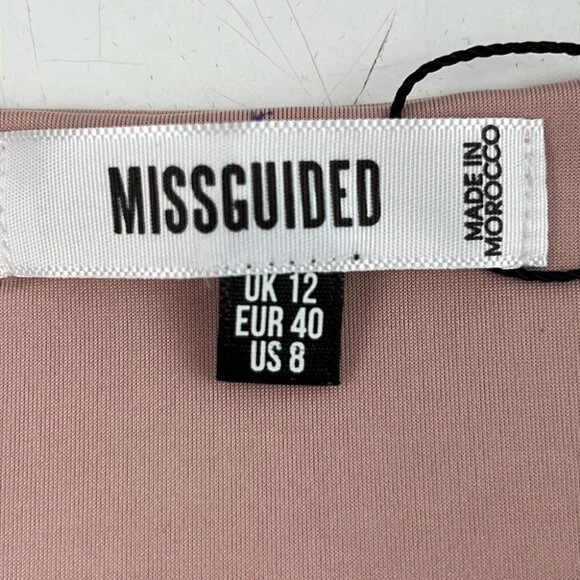 MISSGUIDED
MADE IN
MOROCCO
UK 12
EUR 40
US 8